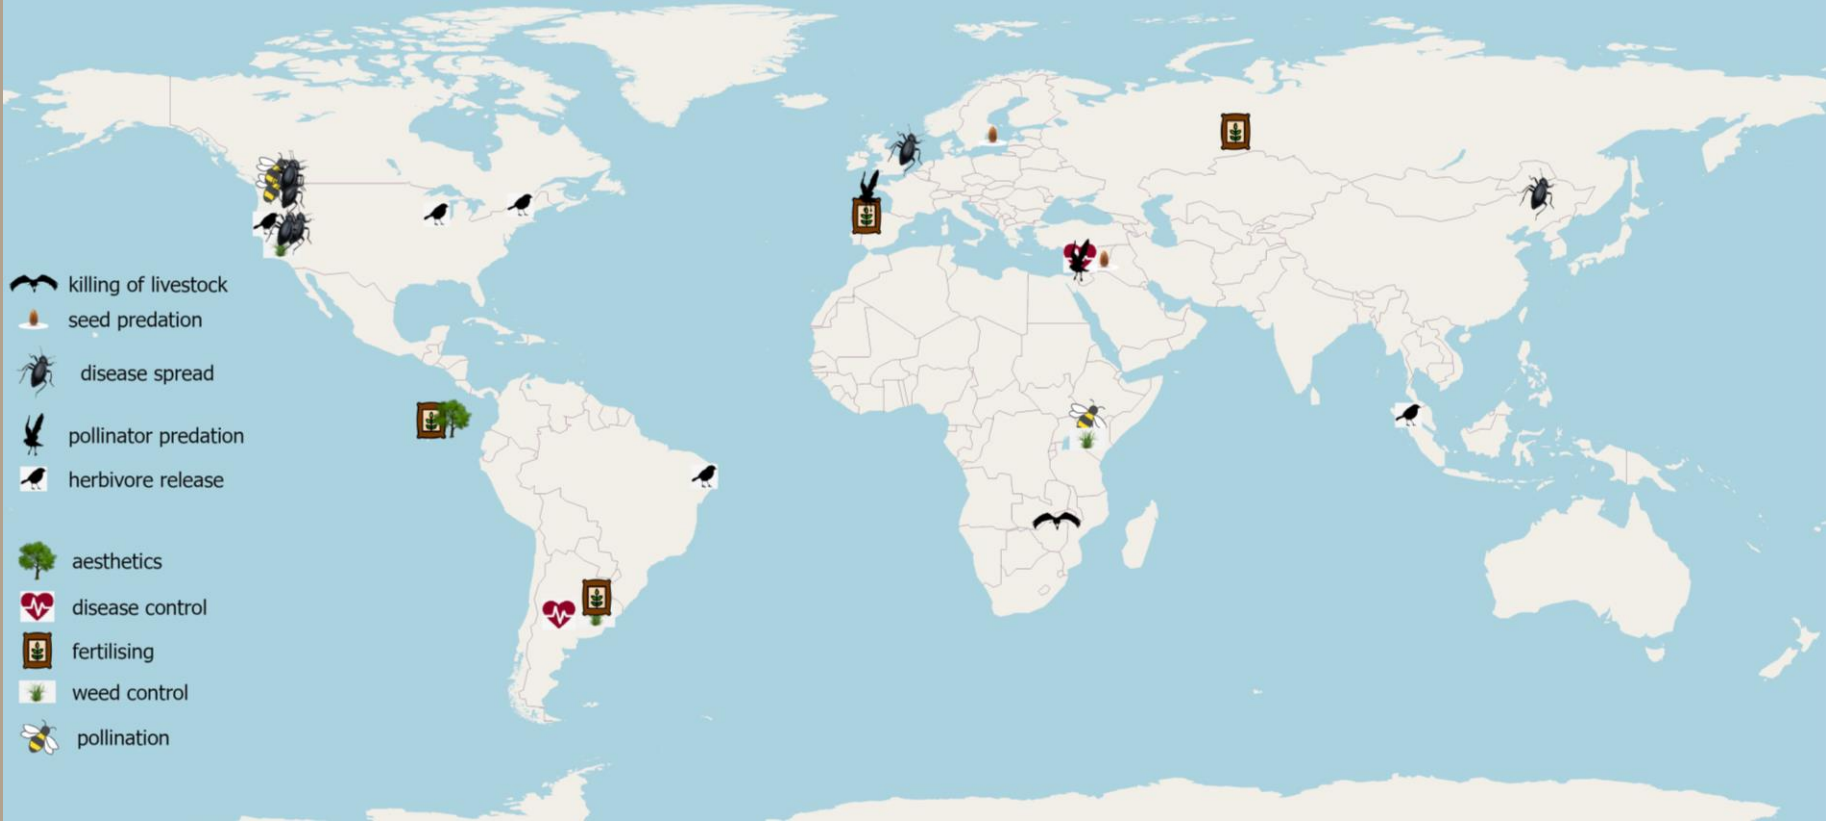 killing of livestock
seed predation
disease spread
pollinator predation
herbivore release
aesthetics
disease control
fertilising
weed control
pollination